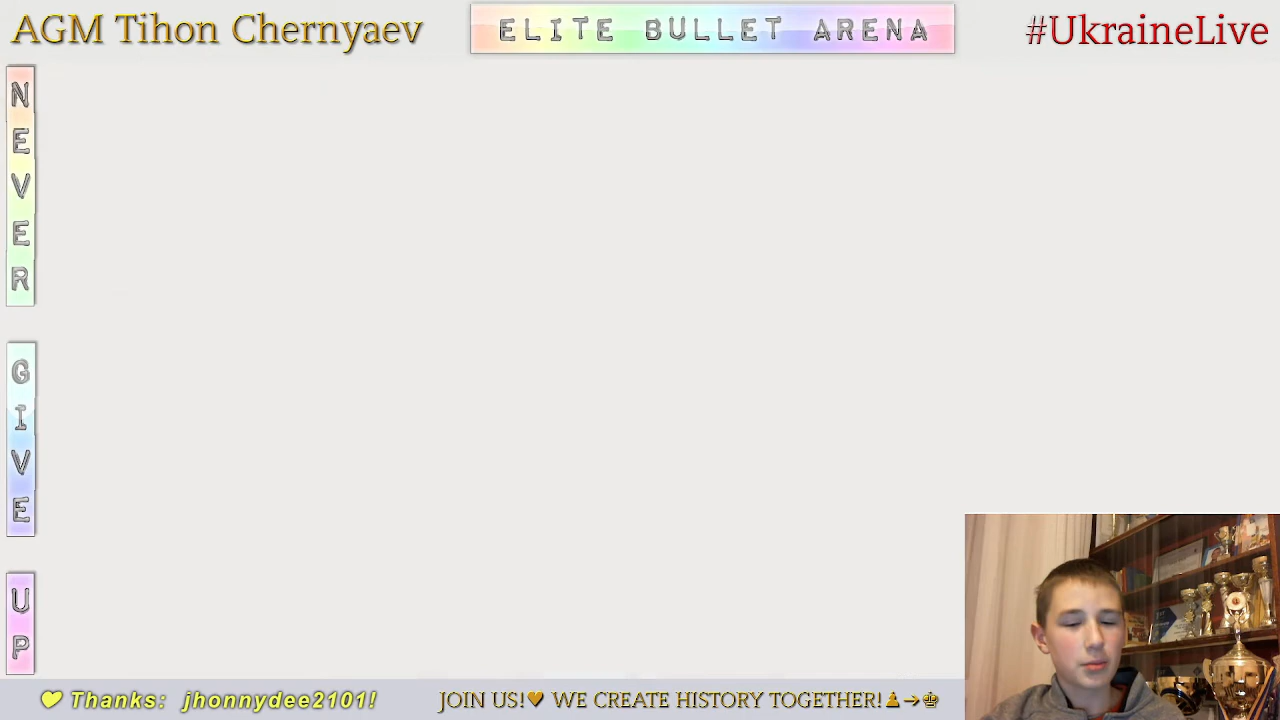 AGM Tihon Chernyaev
ELITE BULLET ARENA
#UkraineLive
NEVER
GIVE
UP
💛 Thanks: jhonnydee2101!
JOIN US!🧡 WE CREATE HISTORY TOGETHER!♟→♚